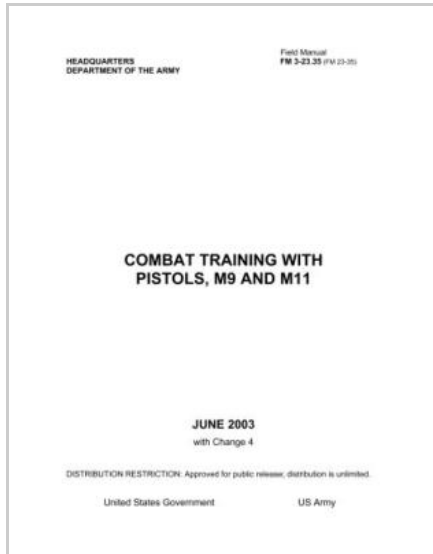 HEADQUARTERS
DEPARTMENT OF THE ARMY
Field Manual
FM 3-23.35 (FM 23-35)
COMBAT TRAINING WITH
PISTOLS, M9 AND M11
JUNE 2003
with Change 4
DISTRIBUTION RESTRICTION: Approved for public release; distribution is unlimited.
United States Government
US Army